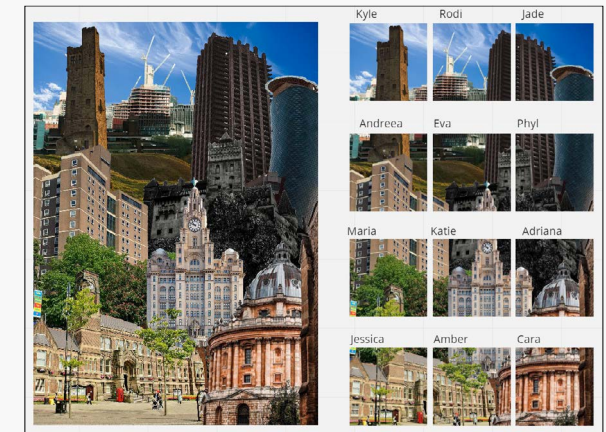 Kyle Rodi Jade
Andreea Eva Phyl
Maria Katie Adriana
Jessica Amber Cara